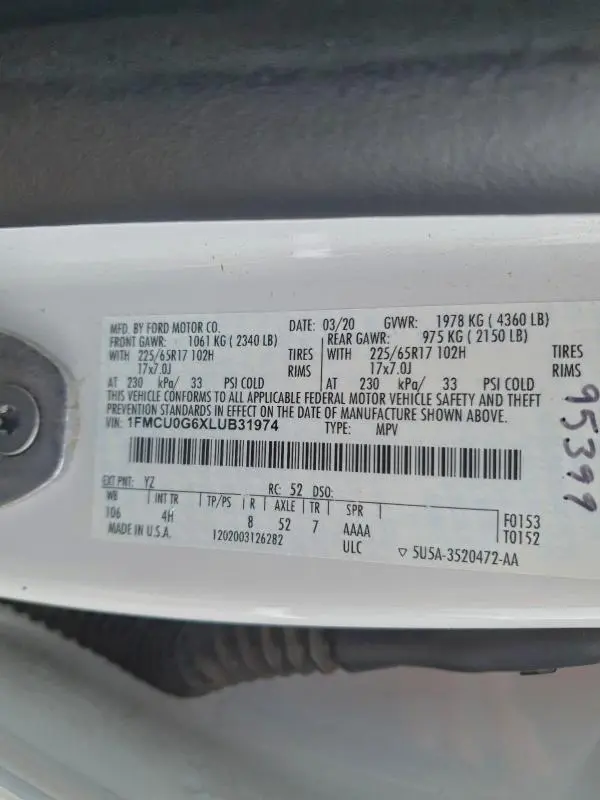 MFD. BY FORD MOTOR CO. DATE: 03/20 GVWR: 1978 KG ( 4360 LB)
FRONT GAWR: 1061 KG ( 2340 LB) REAR GAWR: 975 KG ( 2150 LB)
WITH 225/65R17 102H TIRES WITH 225/65R17 102H TIRES
17x7.0J RIMS 17x7.0J RIMS
AT 230 kPa/ 33 PSI COLD AT 230 kPa/ 33 PSI COLD
THIS VEHICLE CONFORMS TO ALL APPLICABLE FEDERAL MOTOR VEHICLE SAFETY AND THEFT
PREVENTION STANDARDS IN EFFECT ON THE DATE OF MANUFACTURE SHOWN ABOVE.
VIN: 1FMCU0G6XLUB31974 TYPE: MPV
EXT PNT: YZ RC: 52 DSO:
WB INT TR TP/PS R AXLE TR SPR
106 4H 8 52 7 AAAA F0153
MADE IN U.S.A. 1202003126282 ULC T0152
▽ 5U5A-3520472-AA
95399